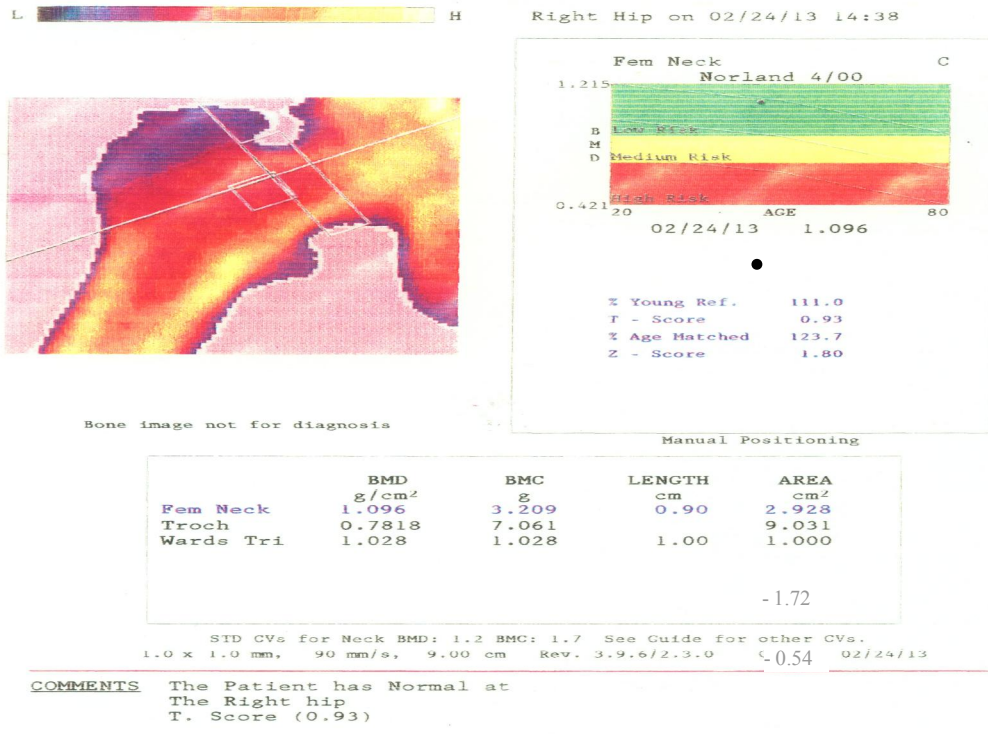 L H
Right Hip on 02/24/13 14:38
Fem Neck C
Norland 4/00
1.215
B Low Risk
M
D Medium Risk
High Risk
0.421
20 AGE 80
02/24/13 1.096
% Young Ref. 111.0
T - Score 0.93
% Age Matched 123.7
Z - Score 1.80
Bone image not for diagnosis
Manual Positioning
BMD BMC LENGTH AREA
g/cm² g cm cm²
Fem Neck 1.096 3.209 0.90 2.928
Troch 0.7818 7.061 9.031
Wards Tri 1.028 1.028 1.00 1.000
- 1.72
STD CVs for Neck BMD: 1.2 BMC: 1.7 See Guide for other CVs.
1.0 x 1.0 mm, 90 mm/s, 9.00 cm Rev. 3.9.6/2.3.0 - 0.54 02/24/13
COMMENTS The Patient has Normal at
The Right hip
T. Score (0.93)